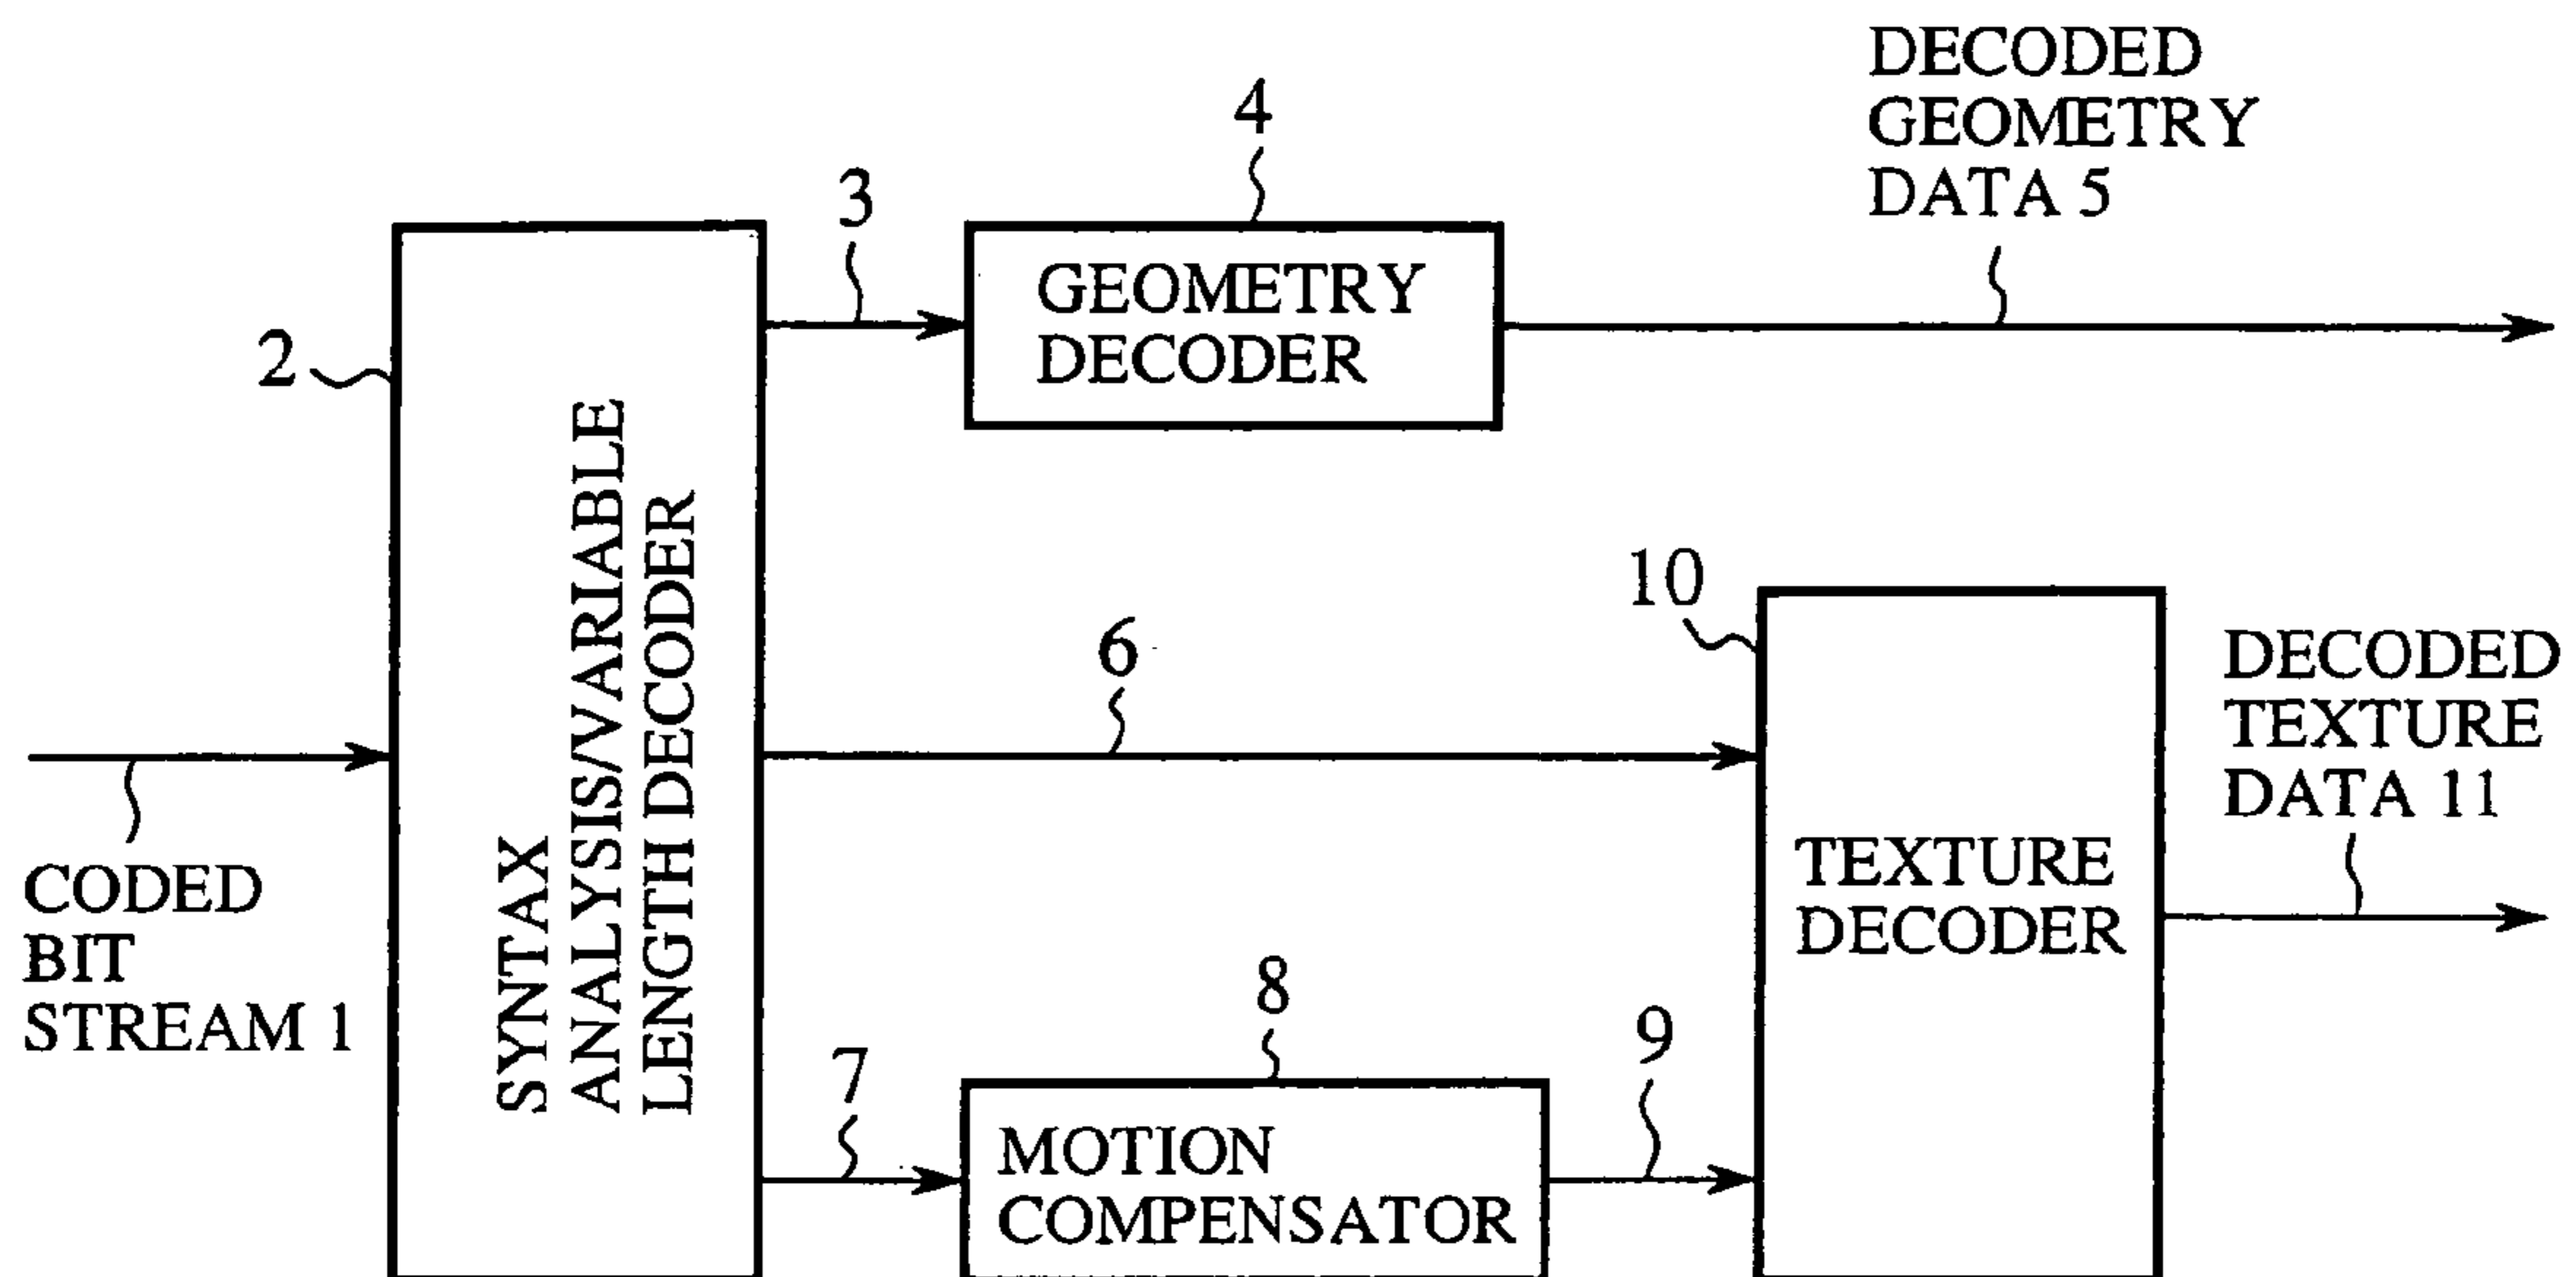 DECODED
GEOMETRY
DATA 5
4
3
GEOMETRY
DECODER
2
SYNTAX
ANALYSIS/VARIABLE
LENGTH DECODER
10
6
DECODED
TEXTURE
DATA 11
TEXTURE
DECODER
CODED
BIT
STREAM 1
8
9
7
MOTION
COMPENSATOR